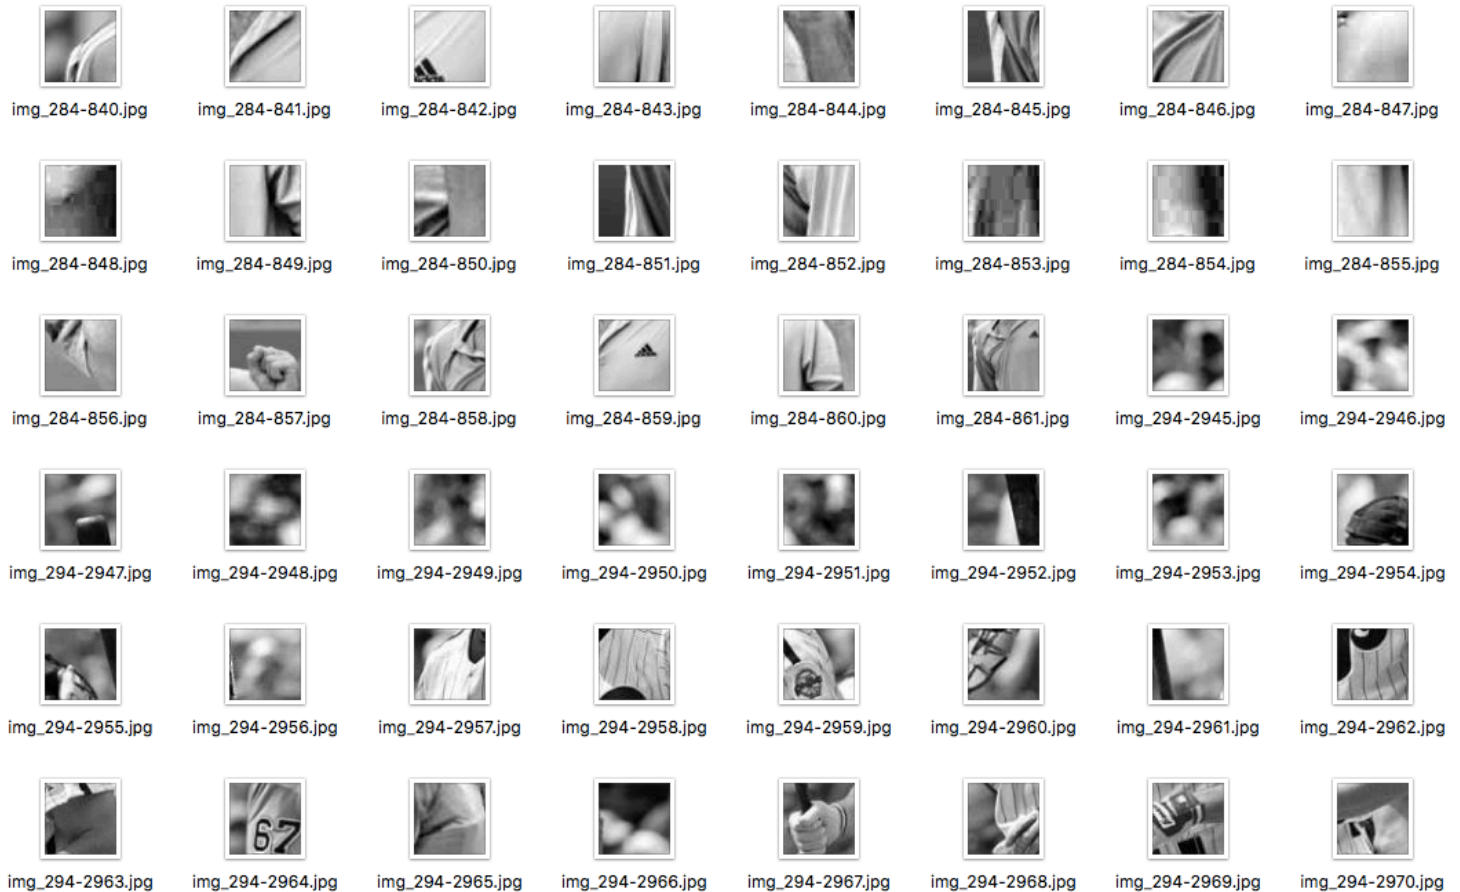 img_284-840.jpg img_284-841.jpg img_284-842.jpg img_284-843.jpg img_284-844.jpg img_284-845.jpg img_284-846.jpg img_284-847.jpg
img_284-848.jpg img_284-849.jpg img_284-850.jpg img_284-851.jpg img_284-852.jpg img_284-853.jpg img_284-854.jpg img_284-855.jpg
img_284-856.jpg img_284-857.jpg img_284-858.jpg img_284-859.jpg img_284-860.jpg img_284-861.jpg img_294-2945.jpg img_294-2946.jpg
img_294-2947.jpg img_294-2948.jpg img_294-2949.jpg img_294-2950.jpg img_294-2951.jpg img_294-2952.jpg img_294-2953.jpg img_294-2954.jpg
img_294-2955.jpg img_294-2956.jpg img_294-2957.jpg img_294-2958.jpg img_294-2959.jpg img_294-2960.jpg img_294-2961.jpg img_294-2962.jpg
67
img_294-2963.jpg img_294-2964.jpg img_294-2965.jpg img_294-2966.jpg img_294-2967.jpg img_294-2968.jpg img_294-2969.jpg img_294-2970.jpg